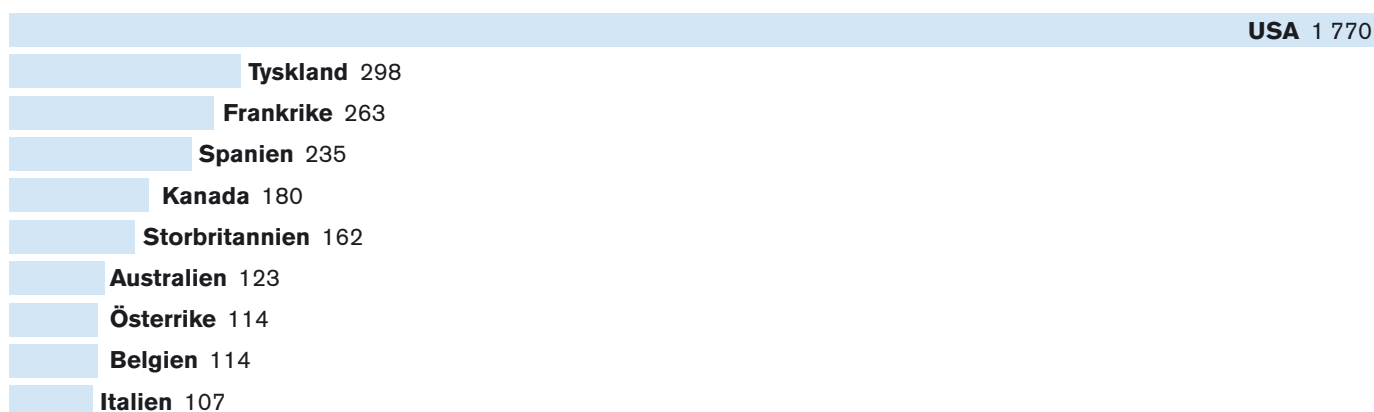 USA 1 770
Tyskland 298
Frankrike 263
Spanien 235
Kanada 180
Storbritannien 162
Australien 123
Österrike 114
Belgien 114
Italien 107